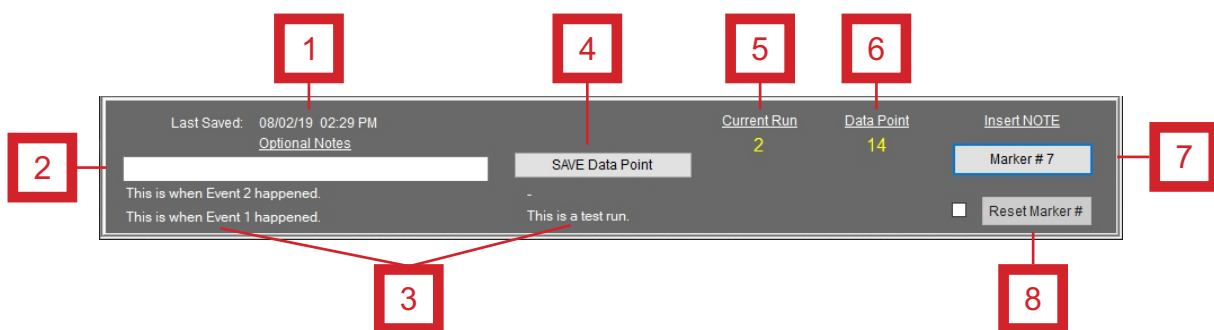 1
4
5
6
Last Saved: 08/02/19 02:29 PM
Current Run
Data Point
Insert NOTE
Optional Notes
2
14
2
SAVE Data Point
Marker # 7
7
This is when Event 2 happened.
-
This is when Event 1 happened.
This is a test run.
Reset Marker #
3
8